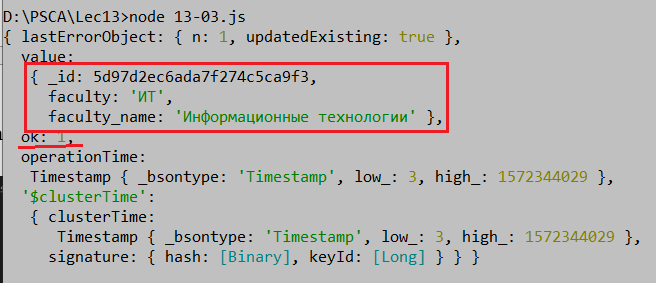 D:\PSCA\Lec13>node 13-03.js
{ lastErrorObject: { n: 1, updatedExisting: true },
value:
{ _id: 5d97d2ec6ada7f274c5ca9f3,
faculty: 'ИТ',
faculty_name: 'Информационные технологии' },
ok: 1,
operationTime:
Timestamp { _bsontype: 'Timestamp', low_: 3, high_: 1572344029 },
'$clusterTime':
{ clusterTime:
Timestamp { _bsontype: 'Timestamp', low_: 3, high_: 1572344029 },
signature: { hash: [Binary], keyId: [Long] } } }